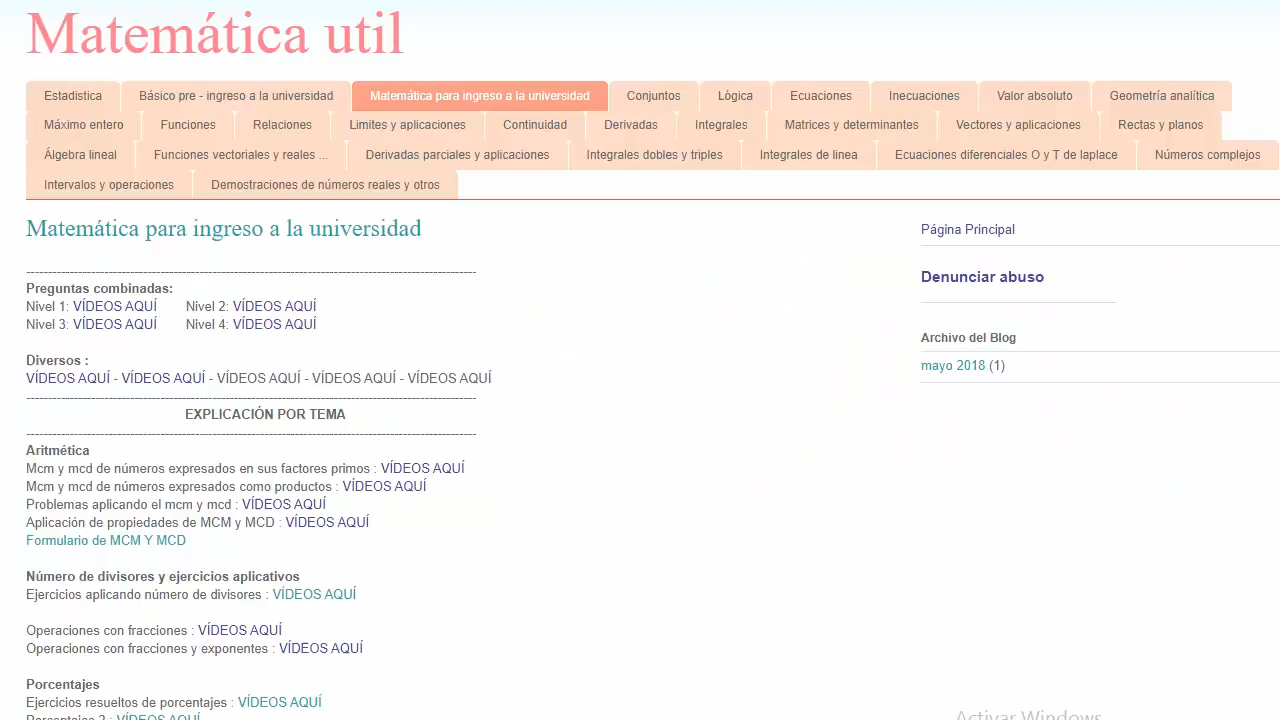 Matemática util
Estadistica Básico pre - ingreso a la universidad Matemática para ingreso a la universidad Conjuntos Lógica Ecuaciones Inecuaciones Valor absoluto Geometría analítica
Máximo entero Funciones Relaciones Limites y aplicaciones Continuidad Derivadas Integrales Matrices y determinantes Vectores y aplicaciones Rectas y planos
Álgebra lineal Funciones vectoriales y reales ... Derivadas parciales y aplicaciones Integrales dobles y triples Integrales de linea Ecuaciones diferenciales O y T de laplace Números complejos
Intervalos y operaciones Demostraciones de números reales y otros
Matemática para ingreso a la universidad
Preguntas combinadas:
Nivel 1: VÍDEOS AQUÍ Nivel 2: VÍDEOS AQUÍ
Nivel 3: VÍDEOS AQUÍ Nivel 4: VÍDEOS AQUÍ
Diversos :
VÍDEOS AQUÍ - VÍDEOS AQUÍ - VÍDEOS AQUÍ - VÍDEOS AQUÍ - VÍDEOS AQUÍ
EXPLICACIÓN POR TEMA
Aritmética
Mcm y mcd de números expresados en sus factores primos : VÍDEOS AQUÍ
Mcm y mcd de números expresados como productos : VÍDEOS AQUÍ
Problemas aplicando el mcm y mcd : VÍDEOS AQUÍ
Aplicación de propiedades de MCM y MCD : VÍDEOS AQUÍ
Formulario de MCM Y MCD
Número de divisores y ejercicios aplicativos
Ejercicios aplicando número de divisores : VÍDEOS AQUÍ
Operaciones con fracciones : VÍDEOS AQUÍ
Operaciones con fracciones y exponentes : VÍDEOS AQUÍ
Porcentajes
Ejercicios resueltos de porcentajes : VÍDEOS AQUÍ
Porcentajes 2 : VÍDEOS AQUÍ
Página Principal
Denunciar abuso
Archivo del Blog
mayo 2018 (1)
Activar Windows